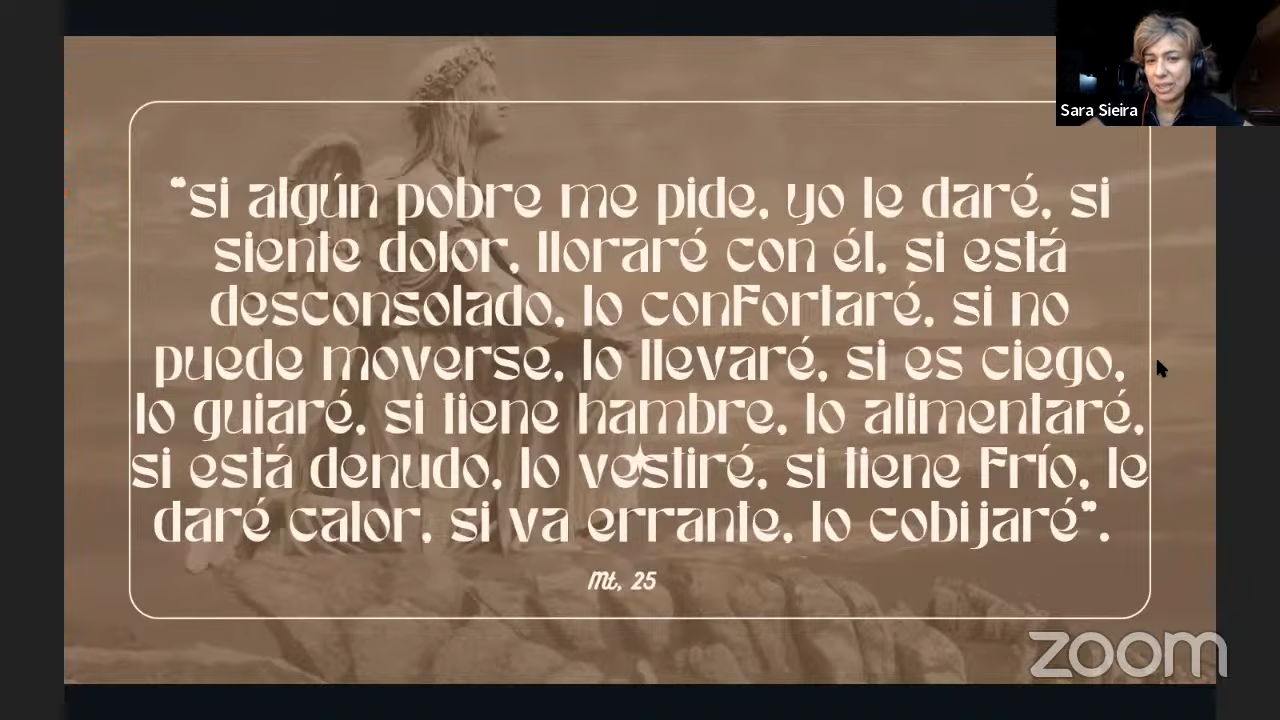 Sara Sieira
“si algún pobre me pide, yo le daré, si
siente dolor, lloraré con él, si está
desconsolado, lo confortaré, si no
puede moverse, lo llevaré, si es ciego,
lo guiaré, si tiene hambre, lo alimentaré,
si está denudo, lo vestiré, si tiene frío, le
daré calor, si va errante, lo cobijaré”.
Mt, 25
zoom